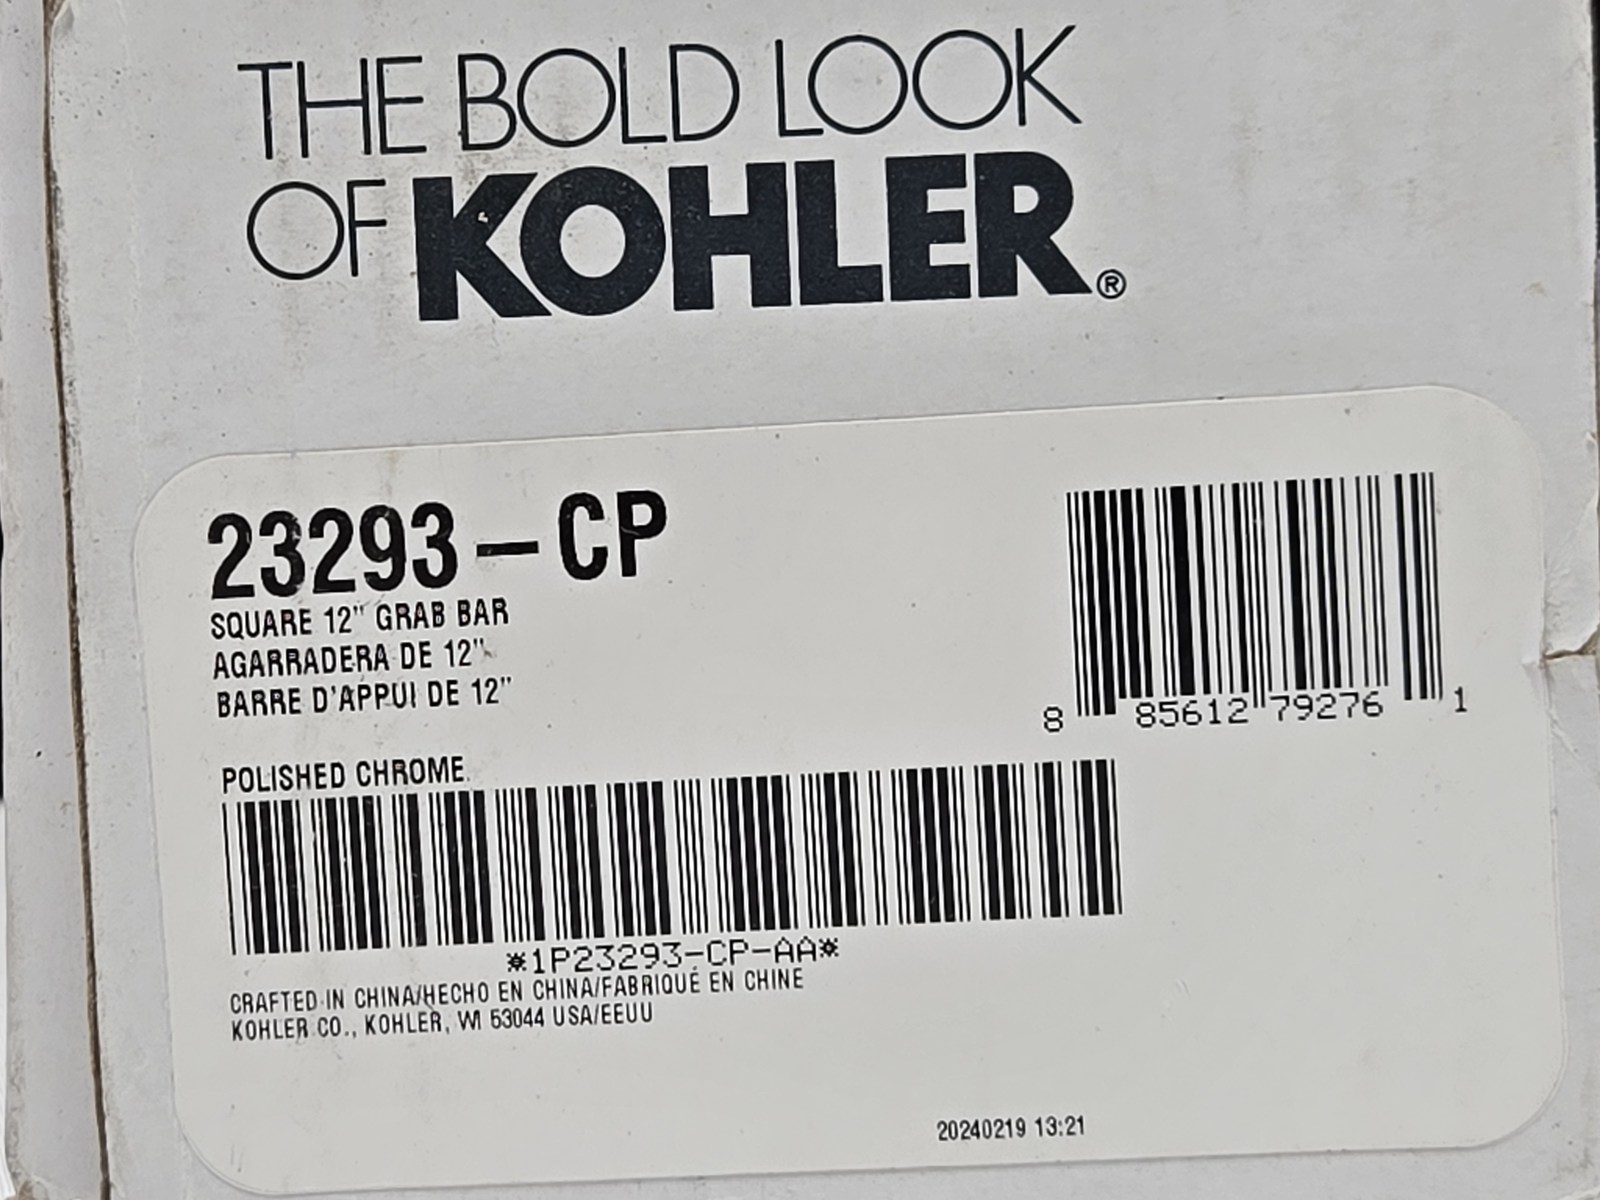 THE BOLD LOOK
OF KOHLER®
23293-CP
SQUARE 12" GRAB BAR
AGARRADERA DE 12"
BARRE D'APPUI DE 12"
8 85612 79276 1
POLISHED CHROME
*1P23293-CP-AA*
CRAFTED IN CHINA/HECHO EN CHINA/FABRIQUÉ EN CHINE
KOHLER CO., KOHLER, WI 53044 USA/EEUU
20240219 13:21